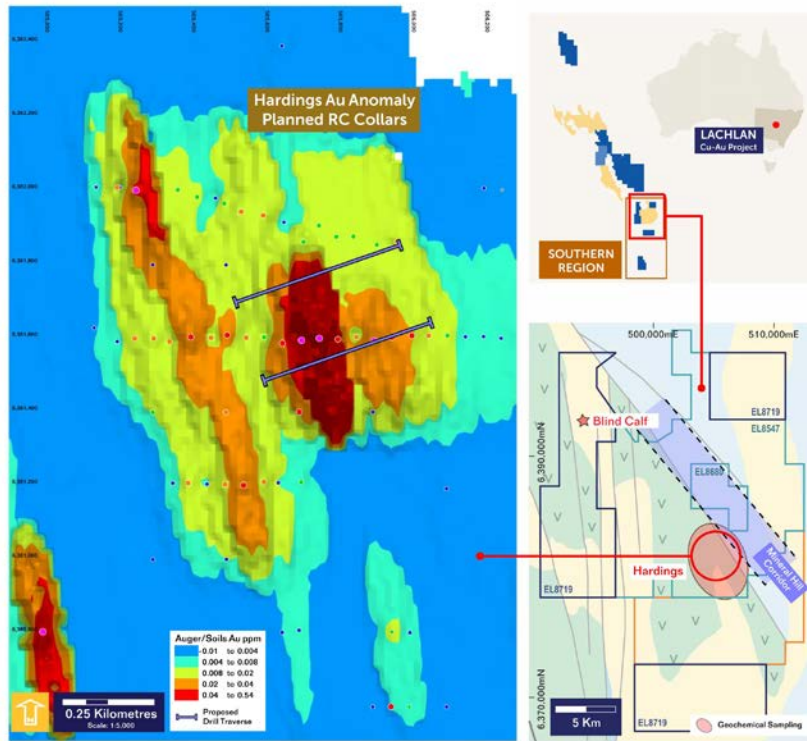 Hardings Au Anomaly
Planned RC Collars
Auger/Soils Au ppm
-0.01 to 0.004
0.004 to 0.008
0.008 to 0.02
0.02 to 0.04
0.04 to 0.54
Proposed
Drill Traverse
0.25 Kilometres
Scale: 1:5,000
LACHLAN
Cu-Au Project
SOUTHERN
REGION
500,000mE
510,000mE
EL8719
EL8547
Blind Calf
6,390,000mN
EL8680
Mineral Hill
Corridor
Hardings
EL8719
6,370,000mN
EL8719
5 Km
Geochemical Sampling